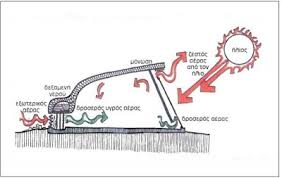 μόνωση
ζεστός
αέρας
από τον
ήλιο
ήλιος
δεξαμενή
νερού
εξωτερικός
αέρας
δροσερός υγρός αέρας
δροσερός αέρας